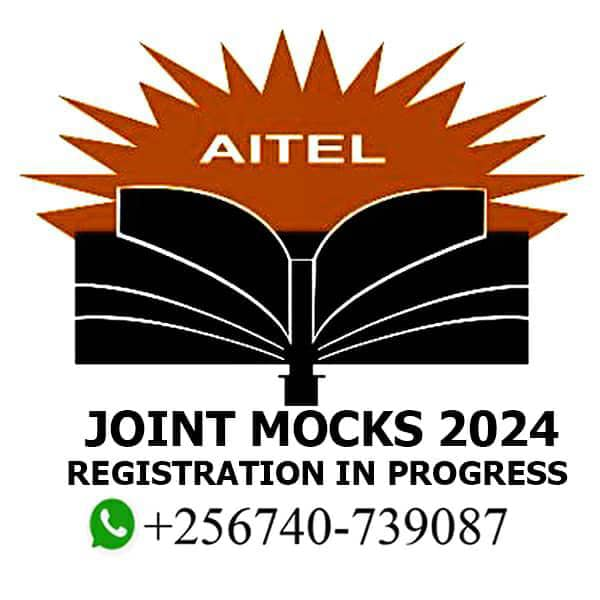 AITEL
JOINT MOCKS 2024
REGISTRATION IN PROGRESS
+256740-739087